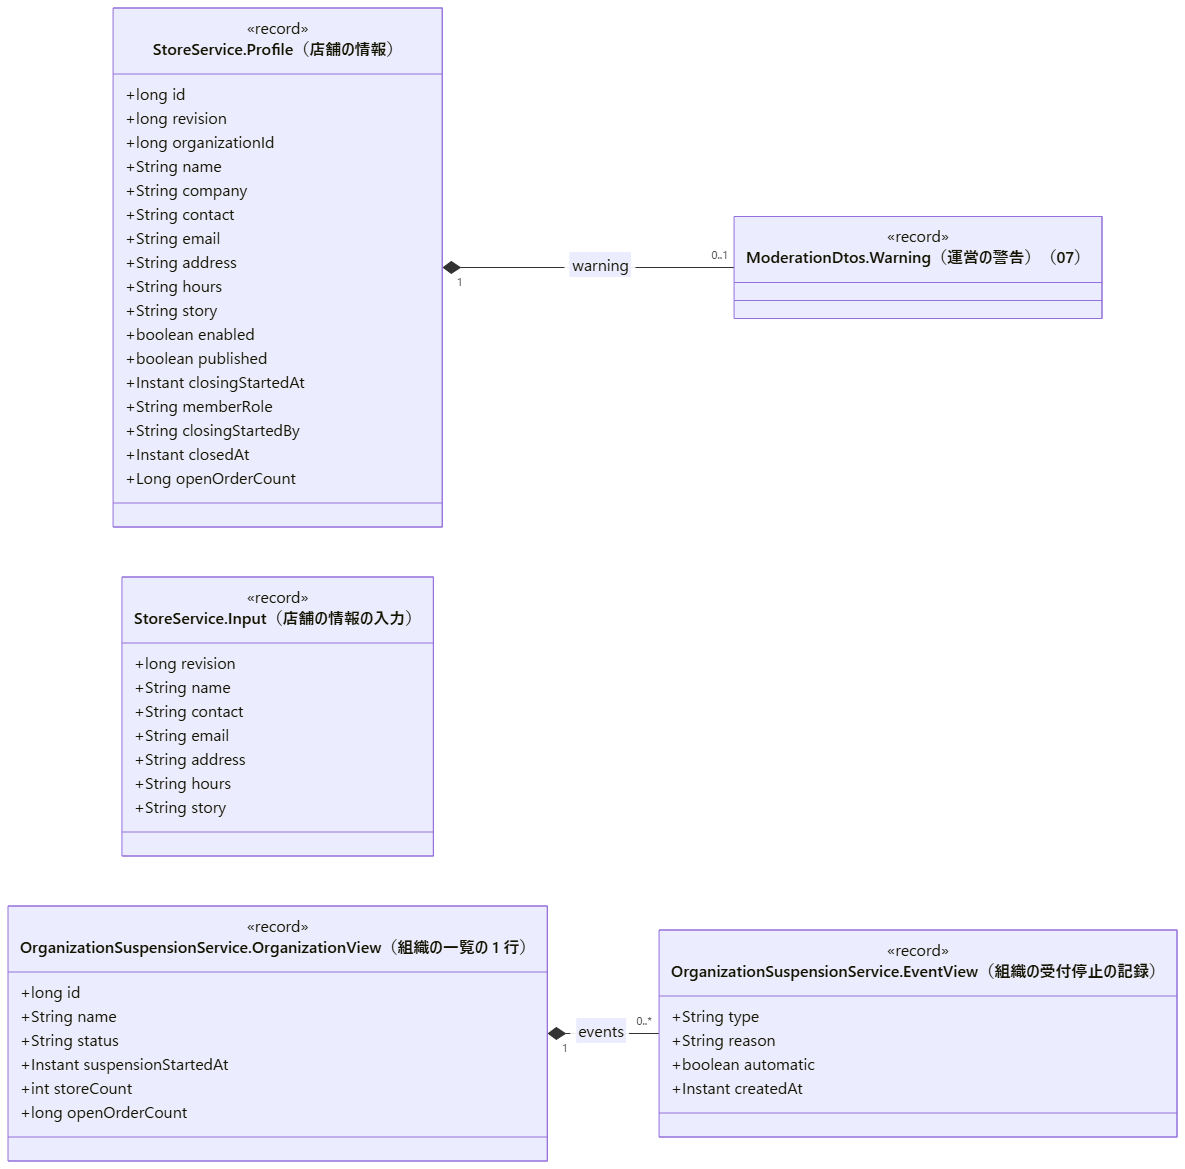 «record»
StoreService.Profile（店舗の情報）
+long id
+long revision
+long organizationId
+String name
+String company
+String contact
+String email
+String address
+String hours
+String story
+boolean enabled
+boolean published
+Instant closingStartedAt
+String memberRole
+String closingStartedBy
+Instant closedAt
+Long openOrderCount
1
warning
0..1
«record»
ModerationDtos.Warning（運営の警告）（07）
«record»
StoreService.Input（店舗の情報の入力）
+long revision
+String name
+String contact
+String email
+String address
+String hours
+String story
«record»
OrganizationSuspensionService.OrganizationView（組織の一覧の１行）
+long id
+String name
+String status
+Instant suspensionStartedAt
+int storeCount
+long openOrderCount
1
events
0..*
«record»
OrganizationSuspensionService.EventView（組織の受付停止の記録）
+String type
+String reason
+boolean automatic
+Instant createdAt